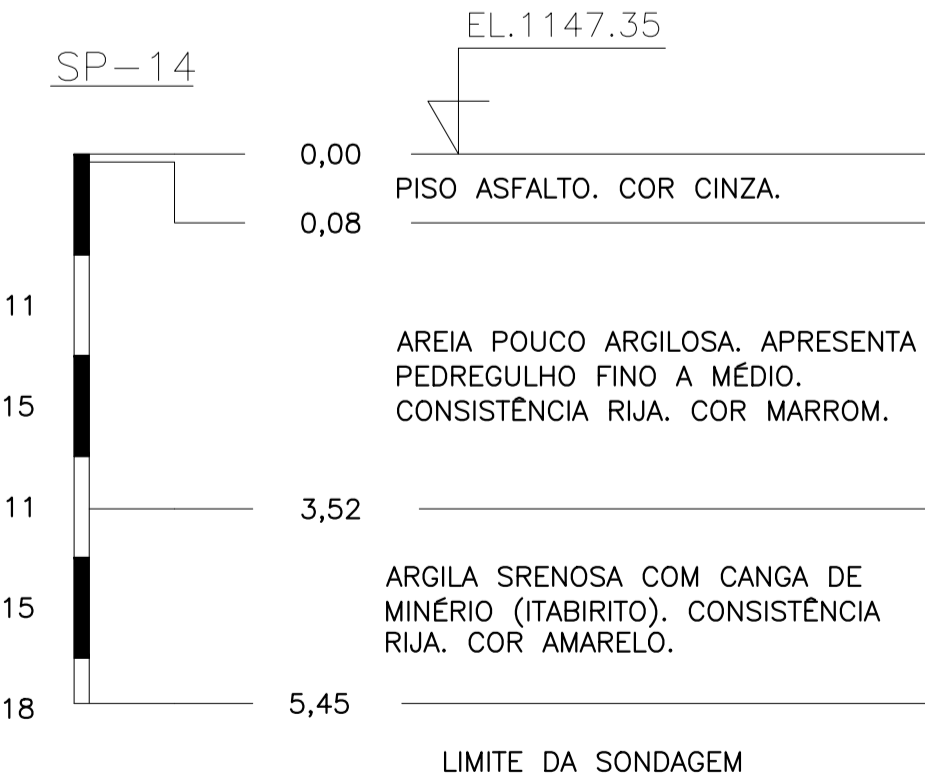 EL.1147.35
SP-14
0,00
PISO ASFALTO. COR CINZA.
0,08
11
AREIA POUCO ARGILOSA. APRESENTA
PEDREGULHO FINO A MÉDIO.
15
CONSISTÊNCIA RIJA. COR MARROM.
11
3,52
ARGILA SRENOSA COM CANGA DE
15
MINÉRIO (ITABIRITO). CONSISTÊNCIA
RIJA. COR AMARELO.
18
5,45
LIMITE DA SONDAGEM